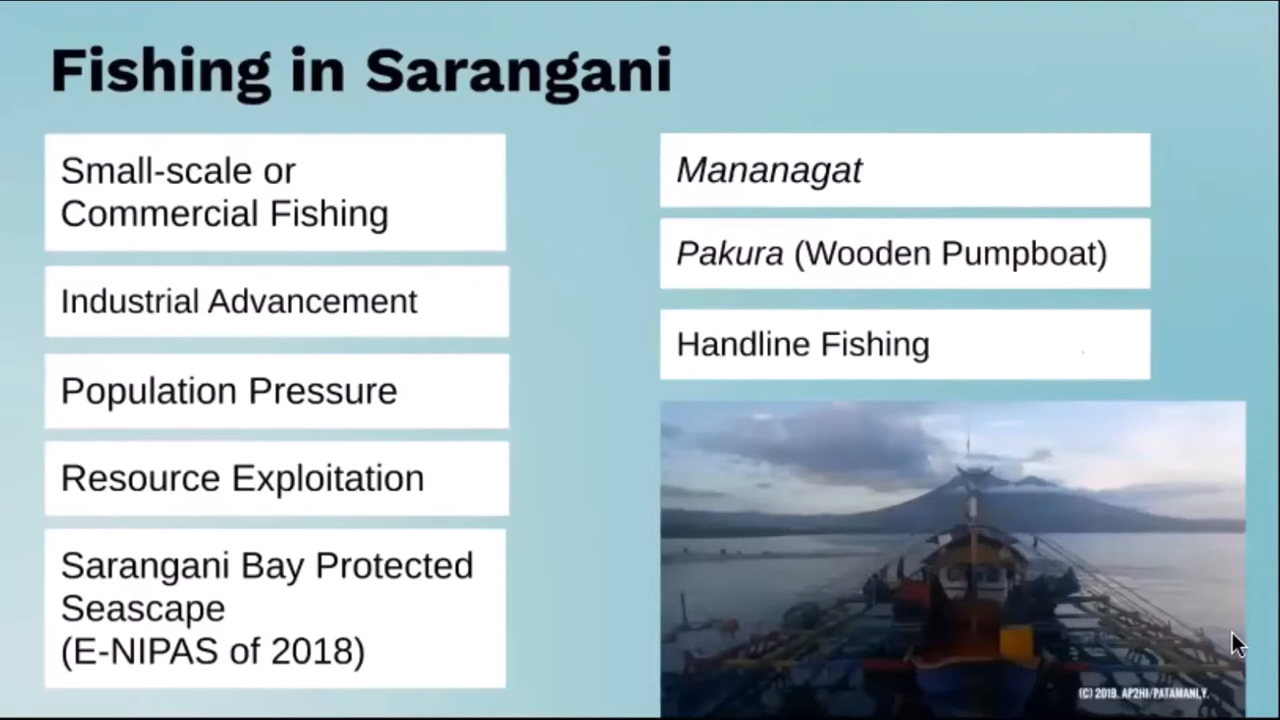 Fishing in Sarangani
Small-scale or
Commercial Fishing
Industrial Advancement
Population Pressure
Resource Exploitation
Sarangani Bay Protected
Seascape
(E-NIPAS of 2018)
Mananagat
Pakura (Wooden Pumpboat)
Handline Fishing
(C) 2019. AP2HI/PATAMANI,Y.